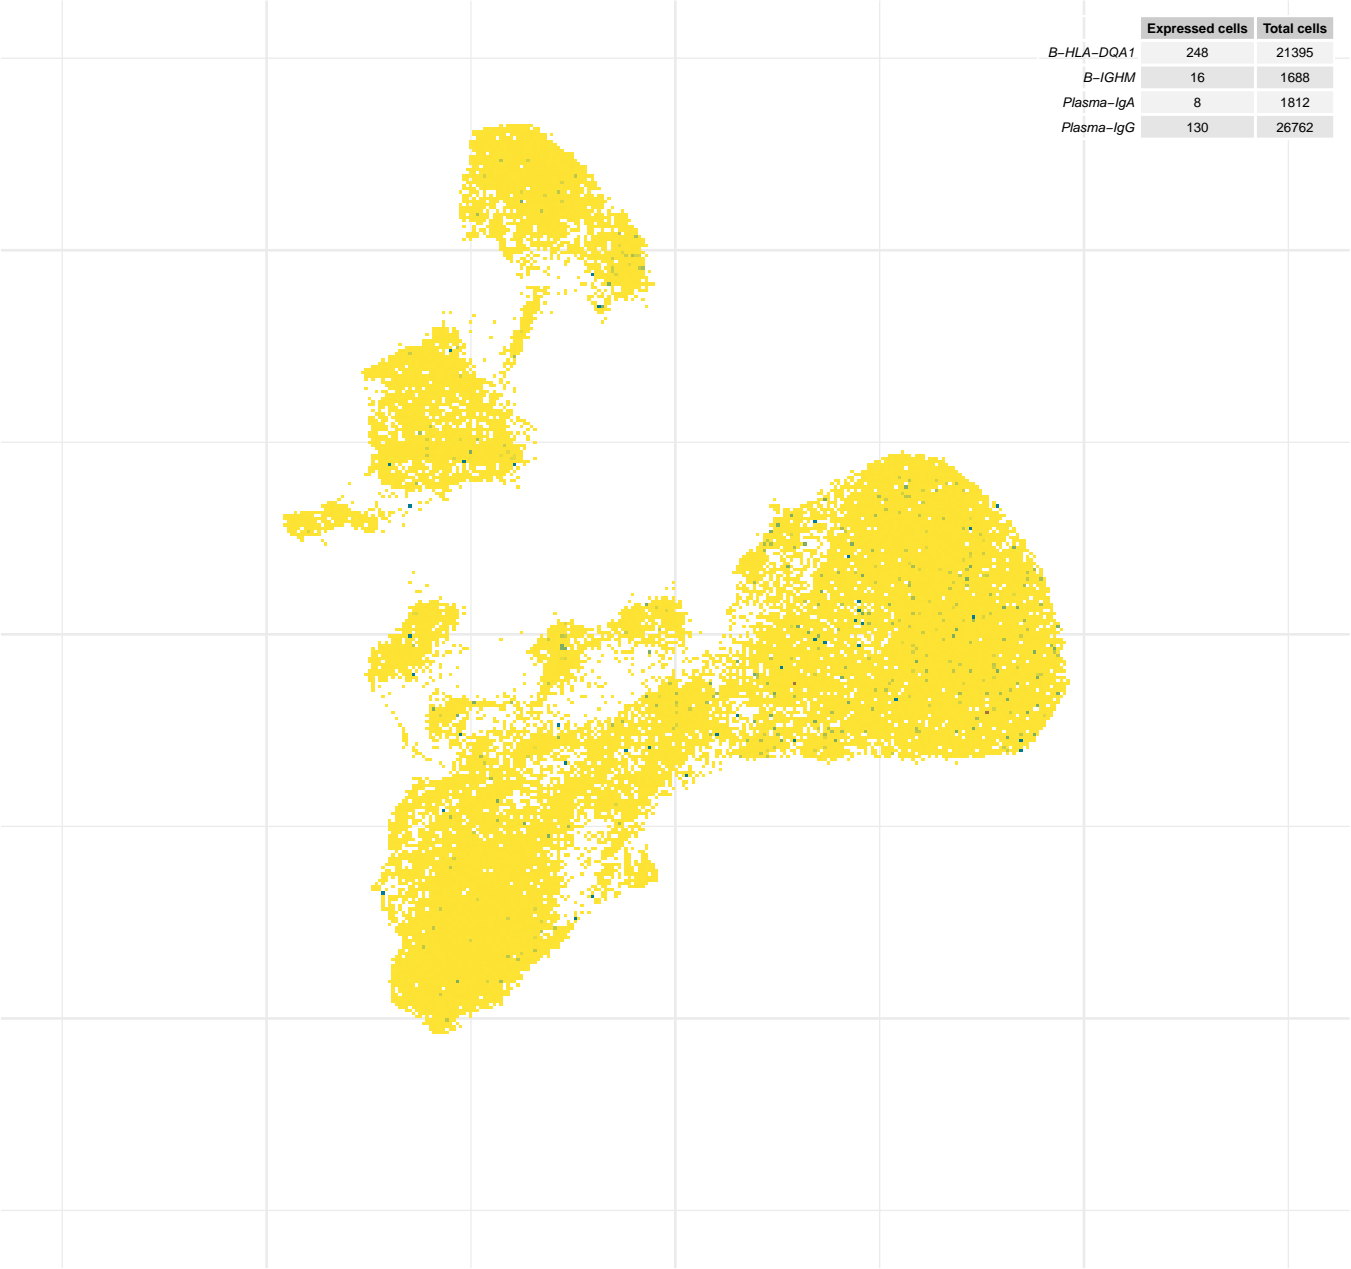 Expressed cells Total cells
B−HLA−DQA1 248 21395
B−IGHM 16 1688
Plasma−IgA 8 1812
Plasma−IgG 130 26762